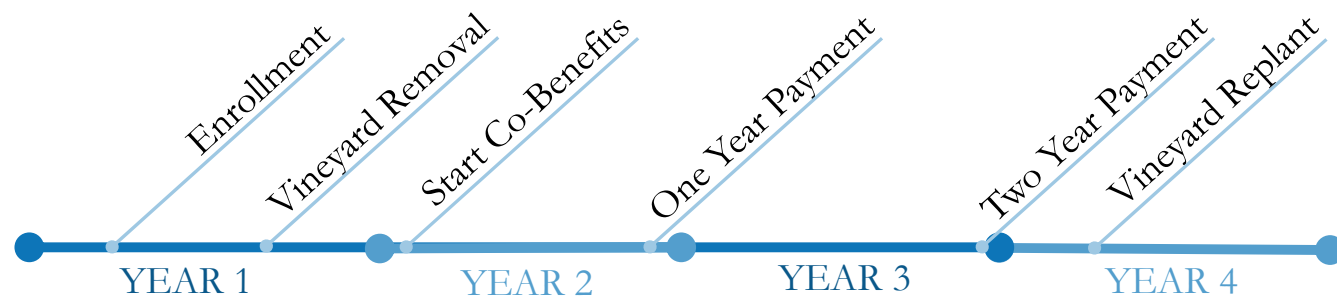 Enrollment
Vineyard Removal
Start Co-Benefits
One Year Payment
Two Year Payment
Vineyard Replant
YEAR 1
YEAR 2
YEAR 3
YEAR 4